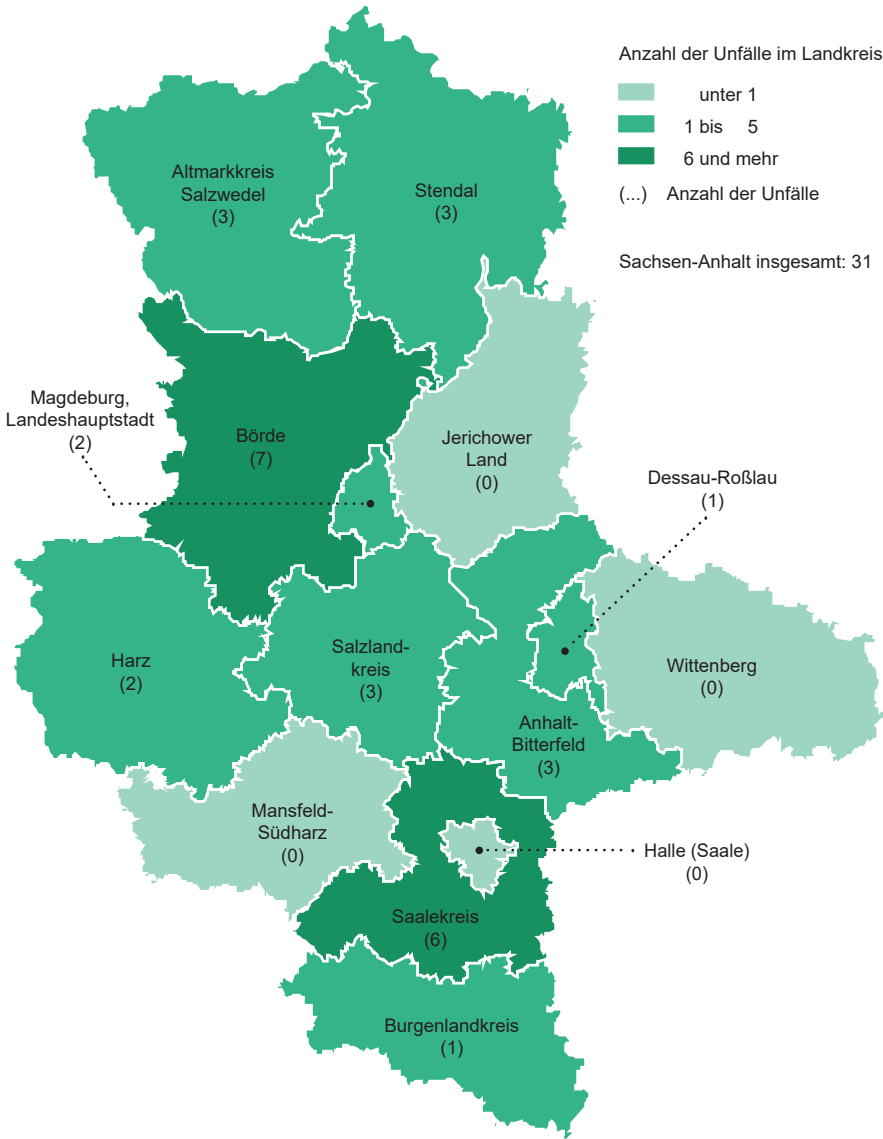 Anzahl der Unfälle im Landkreis
unter 1
1 bis 5
6 und mehr
(...) Anzahl der Unfälle
Sachsen-Anhalt insgesamt: 31
Altmarkkreis
Salzwedel
(3)
Stendal
(3)
Magdeburg,
Landeshauptstadt
(2)
Börde
(7)
Jerichower
Land
(0)
Dessau-Roßlau
(1)
Harz
(2)
Salzland-
kreis
(3)
Wittenberg
(0)
Anhalt-
Bitterfeld
(3)
Mansfeld-
Südharz
(0)
Halle (Saale)
(0)
Saalekreis
(6)
Burgenlandkreis
(1)